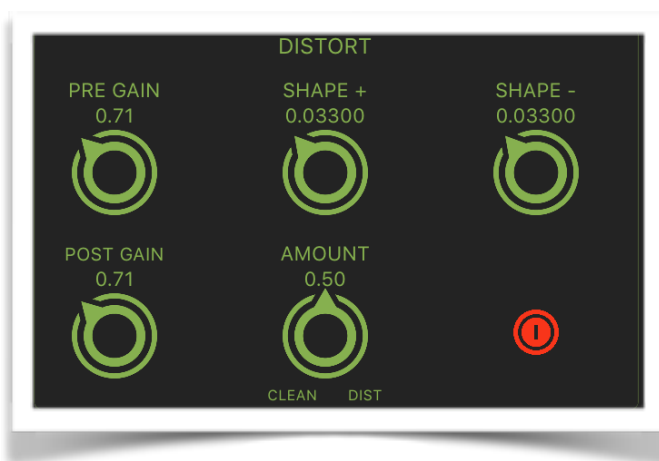 DISTORT
PRE GAIN
0.71
SHAPE +
0.03300
SHAPE -
0.03300
POST GAIN
0.71
AMOUNT
0.50
CLEAN DIST